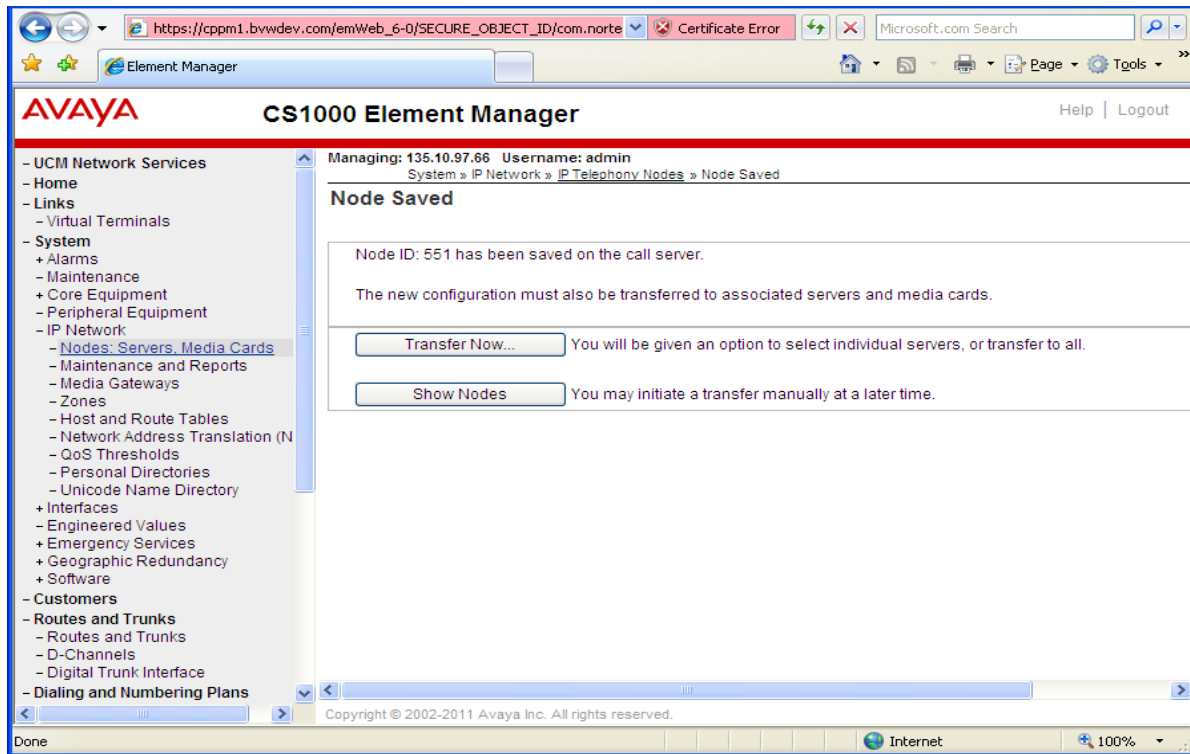 https://cppm1.bvwdev.com/emWeb_6-0/SECURE_OBJECT_ID/com.norte
Certificate Error
Microsoft.com Search
Element Manager
Page
Tools
»
AVAYA
CS1000 Element Manager
Help | Logout
– UCM Network Services
– Home
– Links
– Virtual Terminals
– System
+ Alarms
– Maintenance
+ Core Equipment
– Peripheral Equipment
– IP Network
– Nodes: Servers, Media Cards
– Maintenance and Reports
– Media Gateways
– Zones
– Host and Route Tables
– Network Address Translation (N
– QoS Thresholds
– Personal Directories
– Unicode Name Directory
+ Interfaces
– Engineered Values
+ Emergency Services
+ Geographic Redundancy
+ Software
– Customers
– Routes and Trunks
– Routes and Trunks
– D-Channels
– Digital Trunk Interface
– Dialing and Numbering Plans
Managing: 135.10.97.66 Username: admin
System » IP Network » IP Telephony Nodes » Node Saved
Node Saved
Node ID: 551 has been saved on the call server.
The new configuration must also be transferred to associated servers and media cards.
Transfer Now... You will be given an option to select individual servers, or transfer to all.
Show Nodes You may initiate a transfer manually at a later time.
Copyright © 2002-2011 Avaya Inc. All rights reserved.
Done
Internet
100%